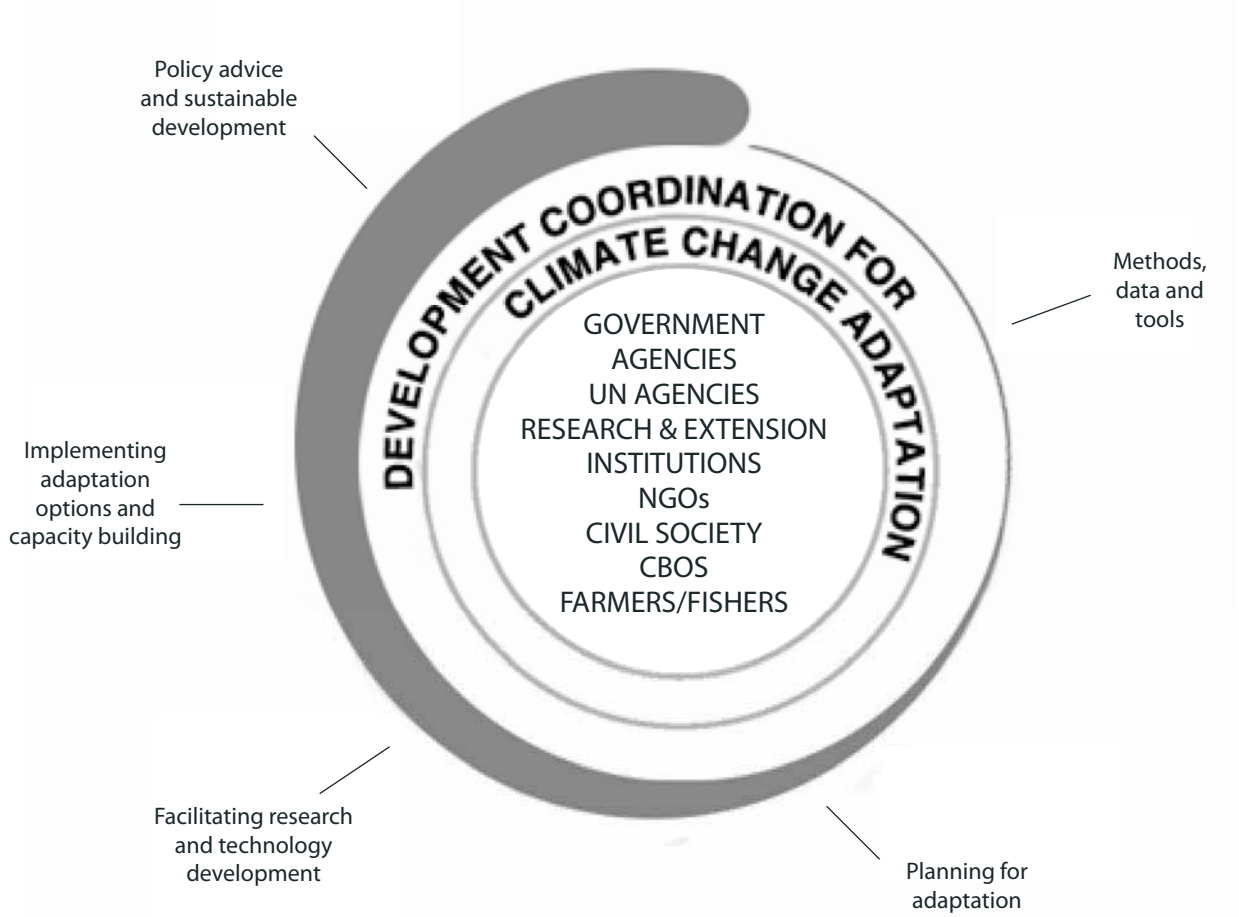 Policy advice
and sustainable
development
DEVELOPMENT COORDINATION FOR
CLIMATE CHANGE ADAPTATION
Methods,
data and
tools
GOVERNMENT
AGENCIES
UN AGENCIES
RESEARCH & EXTENSION
INSTITUTIONS
NGOs
CIVIL SOCIETY
CBOS
FARMERS/FISHERS
Implementing
adaptation
options and
capacity building
Facilitating research
and technology
development
Planning for
adaptation